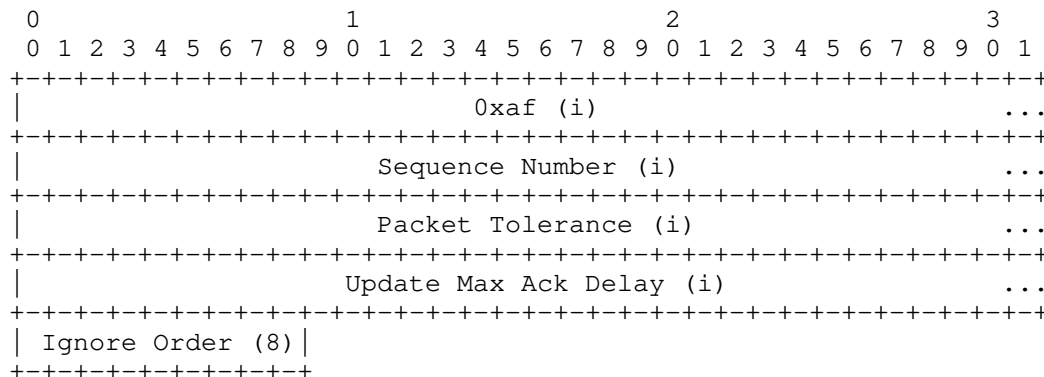 0                   1                   2                   3
 0 1 2 3 4 5 6 7 8 9 0 1 2 3 4 5 6 7 8 9 0 1 2 3 4 5 6 7 8 9 0 1
+-+-+-+-+-+-+-+-+-+-+-+-+-+-+-+-+-+-+-+-+-+-+-+-+-+-+-+-+-+-+-+-+
|                            0xaf (i)                         ...
+-+-+-+-+-+-+-+-+-+-+-+-+-+-+-+-+-+-+-+-+-+-+-+-+-+-+-+-+-+-+-+-+
|                      Sequence Number (i)                    ...
+-+-+-+-+-+-+-+-+-+-+-+-+-+-+-+-+-+-+-+-+-+-+-+-+-+-+-+-+-+-+-+-+
|                      Packet Tolerance (i)                   ...
+-+-+-+-+-+-+-+-+-+-+-+-+-+-+-+-+-+-+-+-+-+-+-+-+-+-+-+-+-+-+-+-+
|                    Update Max Ack Delay (i)                 ...
+-+-+-+-+-+-+-+-+-+-+-+-+-+-+-+-+-+-+-+-+-+-+-+-+-+-+-+-+-+-+-+-+
| Ignore Order (8)|
+-+-+-+-+-+-+-+-+-+